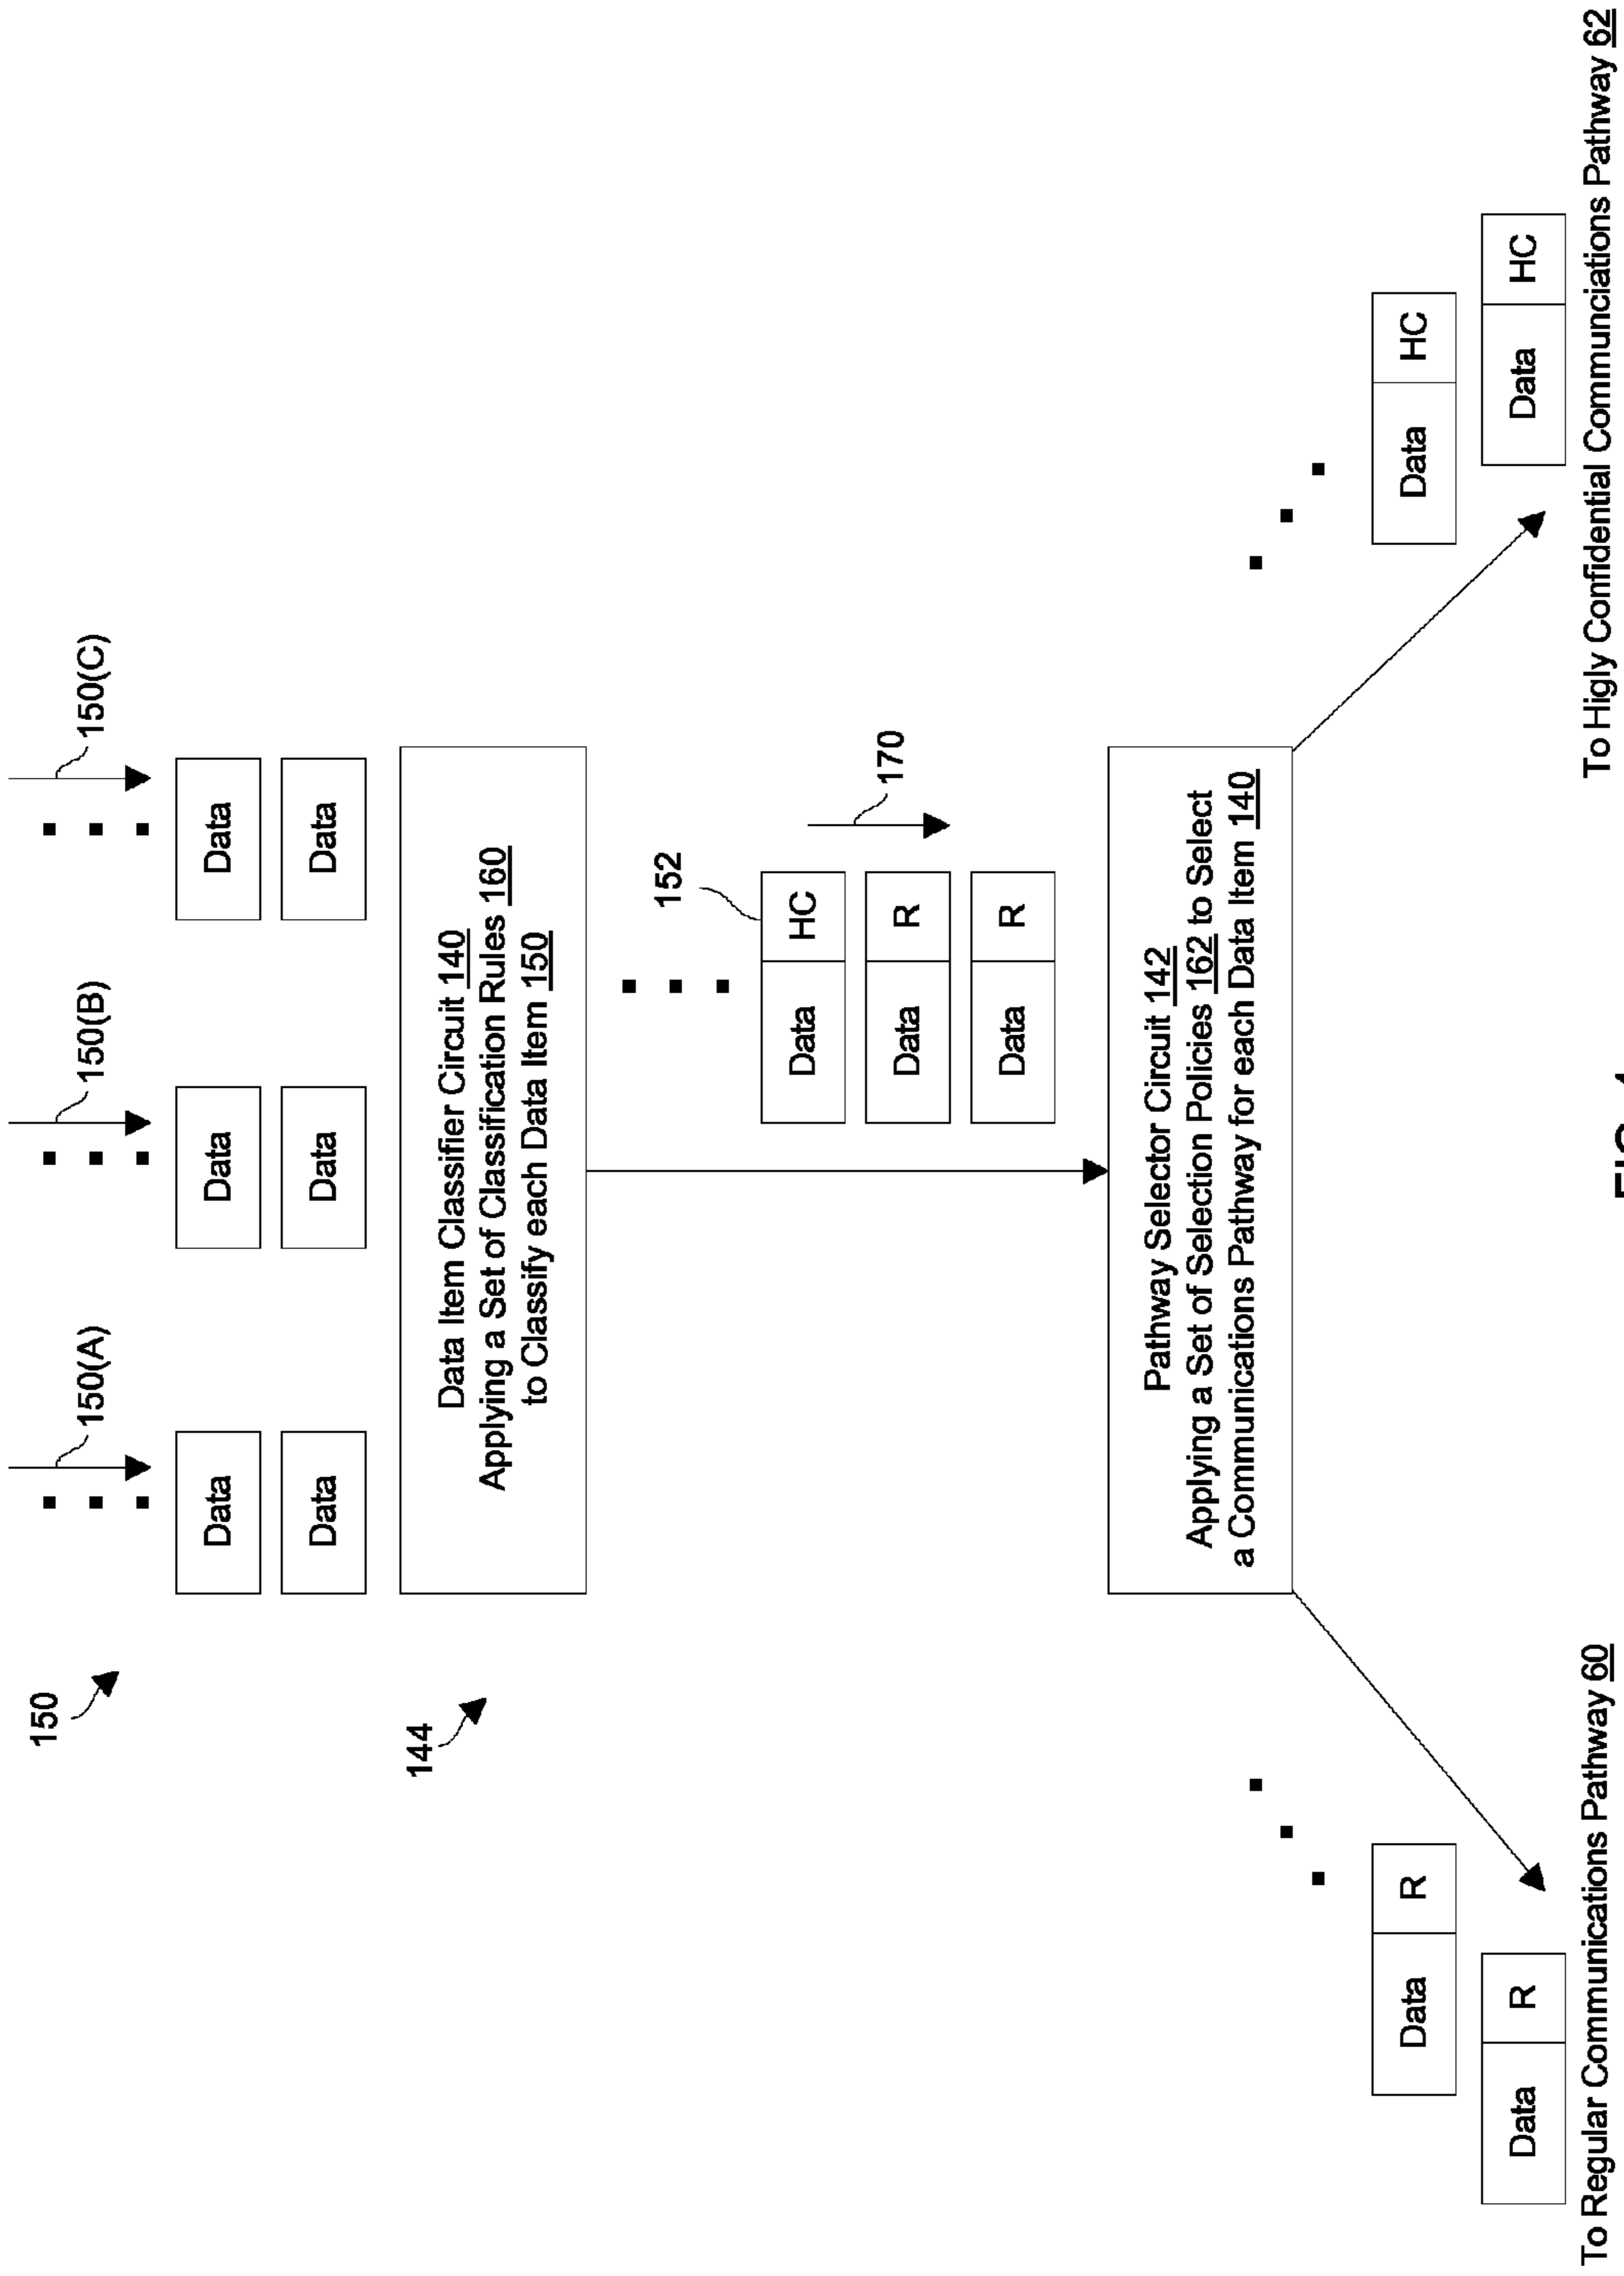 150
150(A)
150(B)
150(C)
Data
Data
Data
Data
Data
Data
144
Data Item Classifier Circuit 140
Applying a Set of Classification Rules 160
to Classify each Data Item 150
152
170
Data HC
Data R
Data R
Pathway Selector Circuit 142
Applying a Set of Selection Policies 162 to Select
a Communications Pathway for each Data Item 140
Data R
Data R
Data HC
Data HC
To Regular Communications Pathway 60
To Higly Confidential Communciations Pathway 62